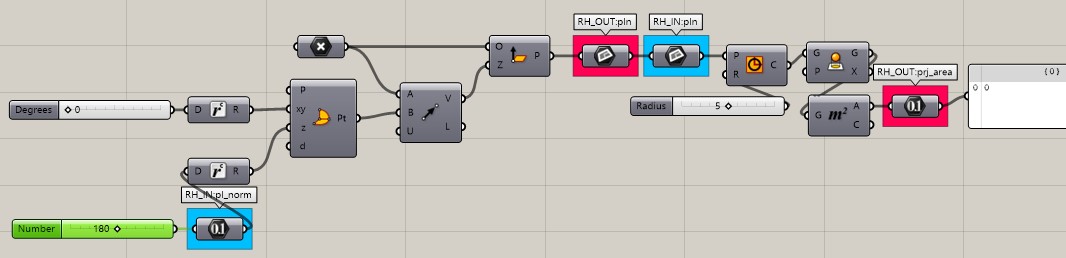 RH_OUT:pln
RH_IN:pln
O
Z
P
P
R
C
G
P
G
X
RH_OUT:prj_area
{0}
0 0
P
xy
z
d
Pt
A
B
U
V
L
Degrees
0
D
R
Radius
5
G
m²
A
C
0.1
D
R
RH_IN:pl_norm
Number
180
0.1